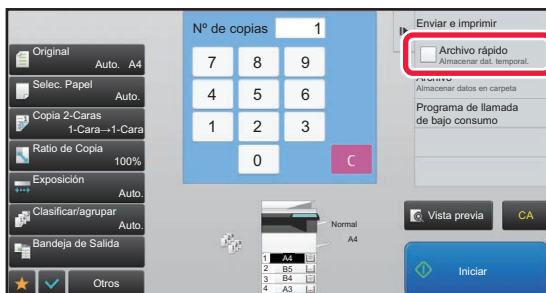 Original
Auto. A4
Selec. Papel
Auto.
Copia 2-Caras
1-Cara→1-Cara
Ratio de Copia
100%
Exposición
Auto.
Clasificar/agrupar
Auto.
Bandeja de Salida
Otros
Nº de copias 1
7 8 9
4 5 6
1 2 3
0 C
Normal
A4
1 A4
2 B5
3 B4
4 A3
Enviar e imprimir
Archivo rápido
Almacenar dat. temporal.
Archivo
Almacenar datos en carpeta
Programa de llamada
de bajo consumo
Vista previa
CA
Iniciar